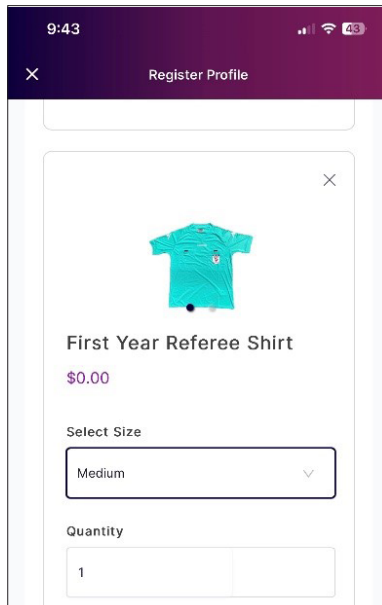 9:43
43
Register Profile
First Year Referee Shirt
$0.00
Select Size
Medium
Quantity
1